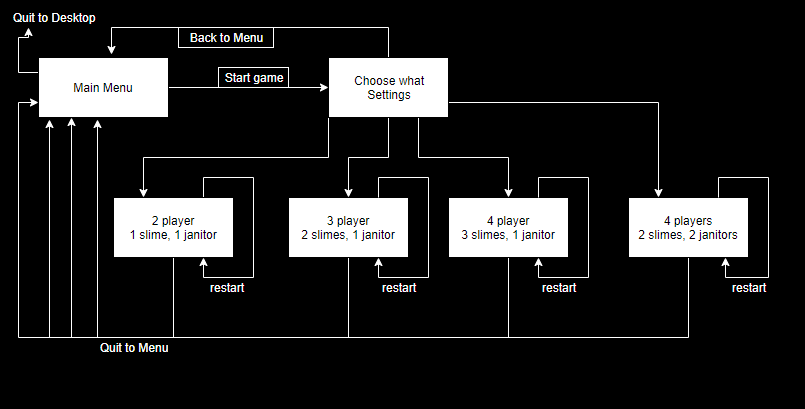 Quit to Desktop
Back to Menu
Main Menu
Start game
Choose what
Settings
2 player
1 slime, 1 janitor
3 player
2 slimes, 1 janitor
4 player
3 slimes, 1 janitor
4 players
2 slimes, 2 janitors
restart
restart
restart
restart
Quit to Menu